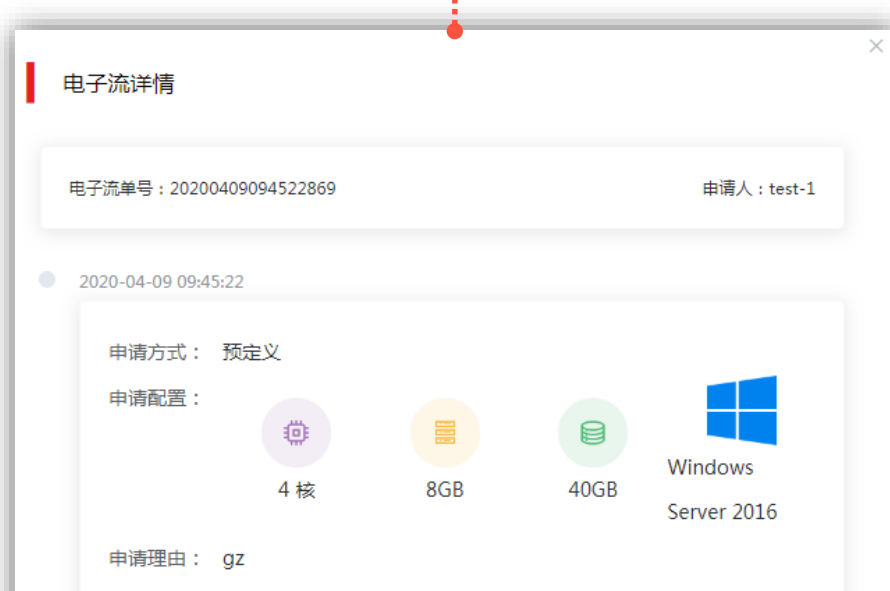 电子流详情
电子流单号：20200409094522869 申请人：test-1
2020-04-09 09:45:22
申请方式： 预定义
申请配置：
4 核 8GB 40GB Windows Server 2016
申请理由： gz